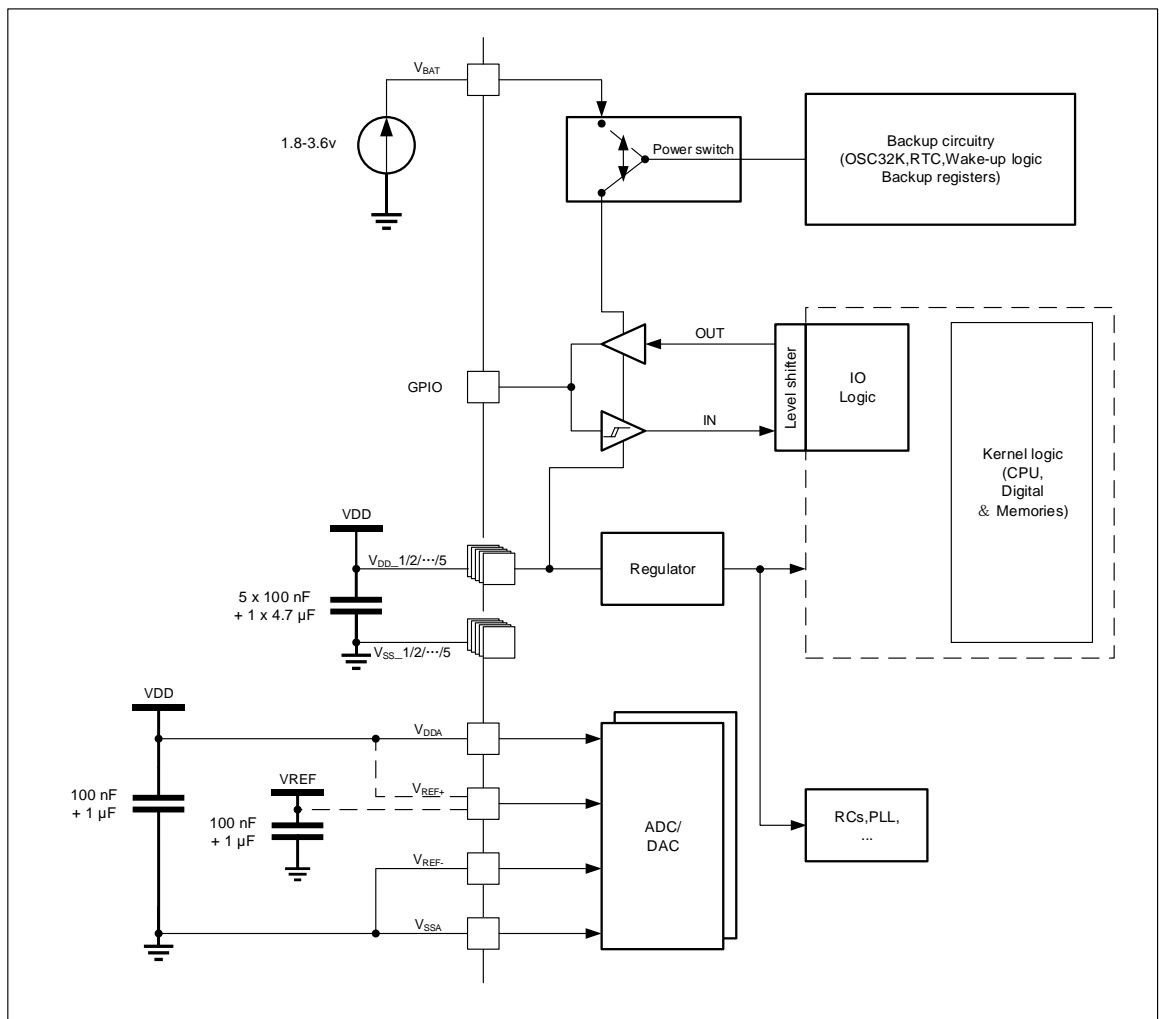 VBAT
1.8-3.6v
Power switch
Backup circuitry
(OSC32K,RTC,Wake-up logic
Backup registers)
OUT
GPIO
Level shifter
IO
Logic
IN
Kernel logic
(CPU,
Digital
& Memories)
VDD
VDD_1/2/···/5
Regulator
5 x 100 nF
+ 1 x 4.7 µF
VSS_1/2/···/5
VDD
VDDA
VREF
VREF+
100 nF
+ 1 µF
100 nF
+ 1 µF
ADC/
DAC
RCs,PLL,
...
VREF-
VSSA